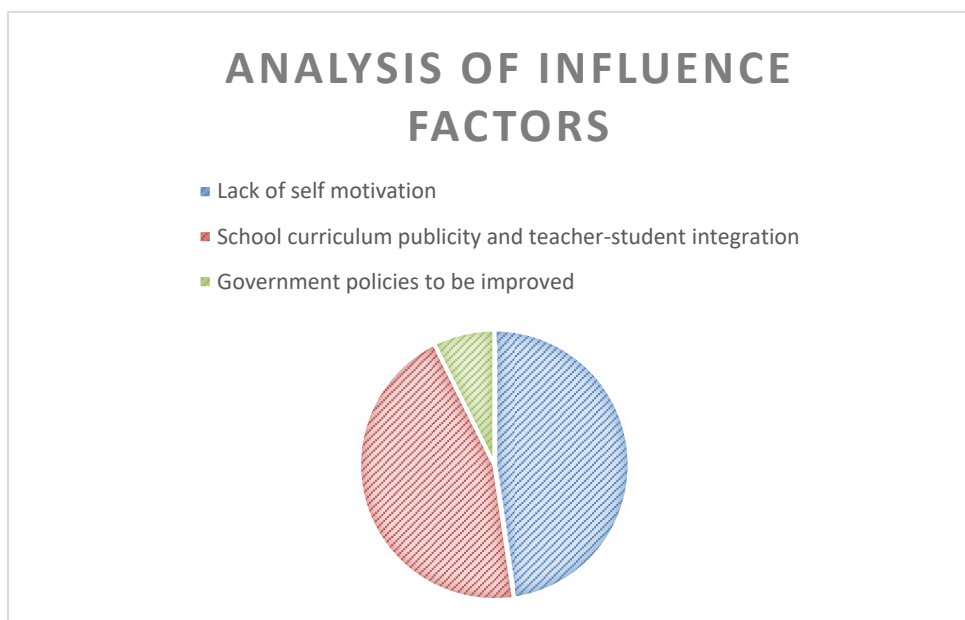 ANALYSIS OF INFLUENCE
FACTORS
Lack of self motivation
School curriculum publicity and teacher-student integration
Government policies to be improved